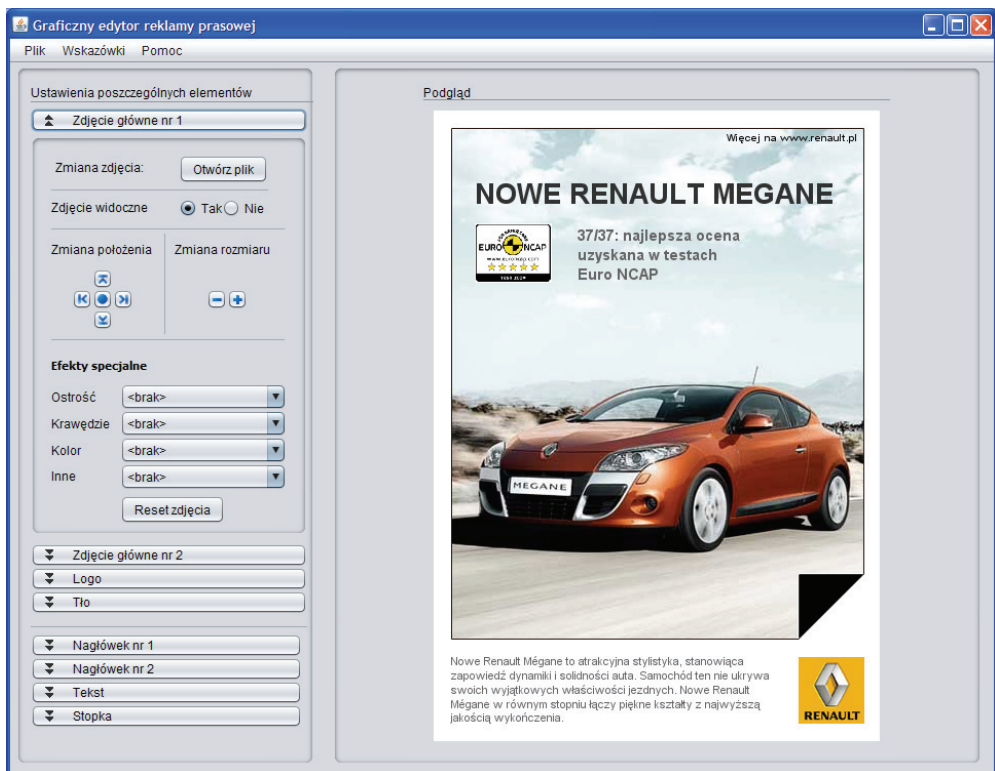 Graficzny edytor reklamy prasowej
Plik Wskazówki Pomoc
Ustawienia poszczególnych elementów
Zdjęcie główne nr 1
Zmiana zdjęcia: Otwórz plik
Zdjęcie widoczne Tak Nie
Zmiana położenia Zmiana rozmiaru
Efekty specjalne
Ostrość <brak>
Krawędzie <brak>
Kolor <brak>
Inne <brak>
Reset zdjęcia
Zdjęcie główne nr 2
Logo
Tło
Nagłówek nr 1
Nagłówek nr 2
Tekst
Stopka
Podgląd
Więcej na www.renault.pl
NOWE RENAULT MEGANE
EURO NCAP
www.euroncap.com
37/37: najlepsza ocena
uzyskana w testach
Euro NCAP
MEGANE
Nowe Renault Mégane to atrakcyjna stylistyka, stanowiąca
zapowiedź dynamiki i solidności auta. Samochód ten nie ukrywa
swoich wyjątkowych właściwości jezdnych. Nowe Renault
Mégane w równym stopniu łączy piękne kształty z najwyższą
jakością wykończenia.
RENAULT